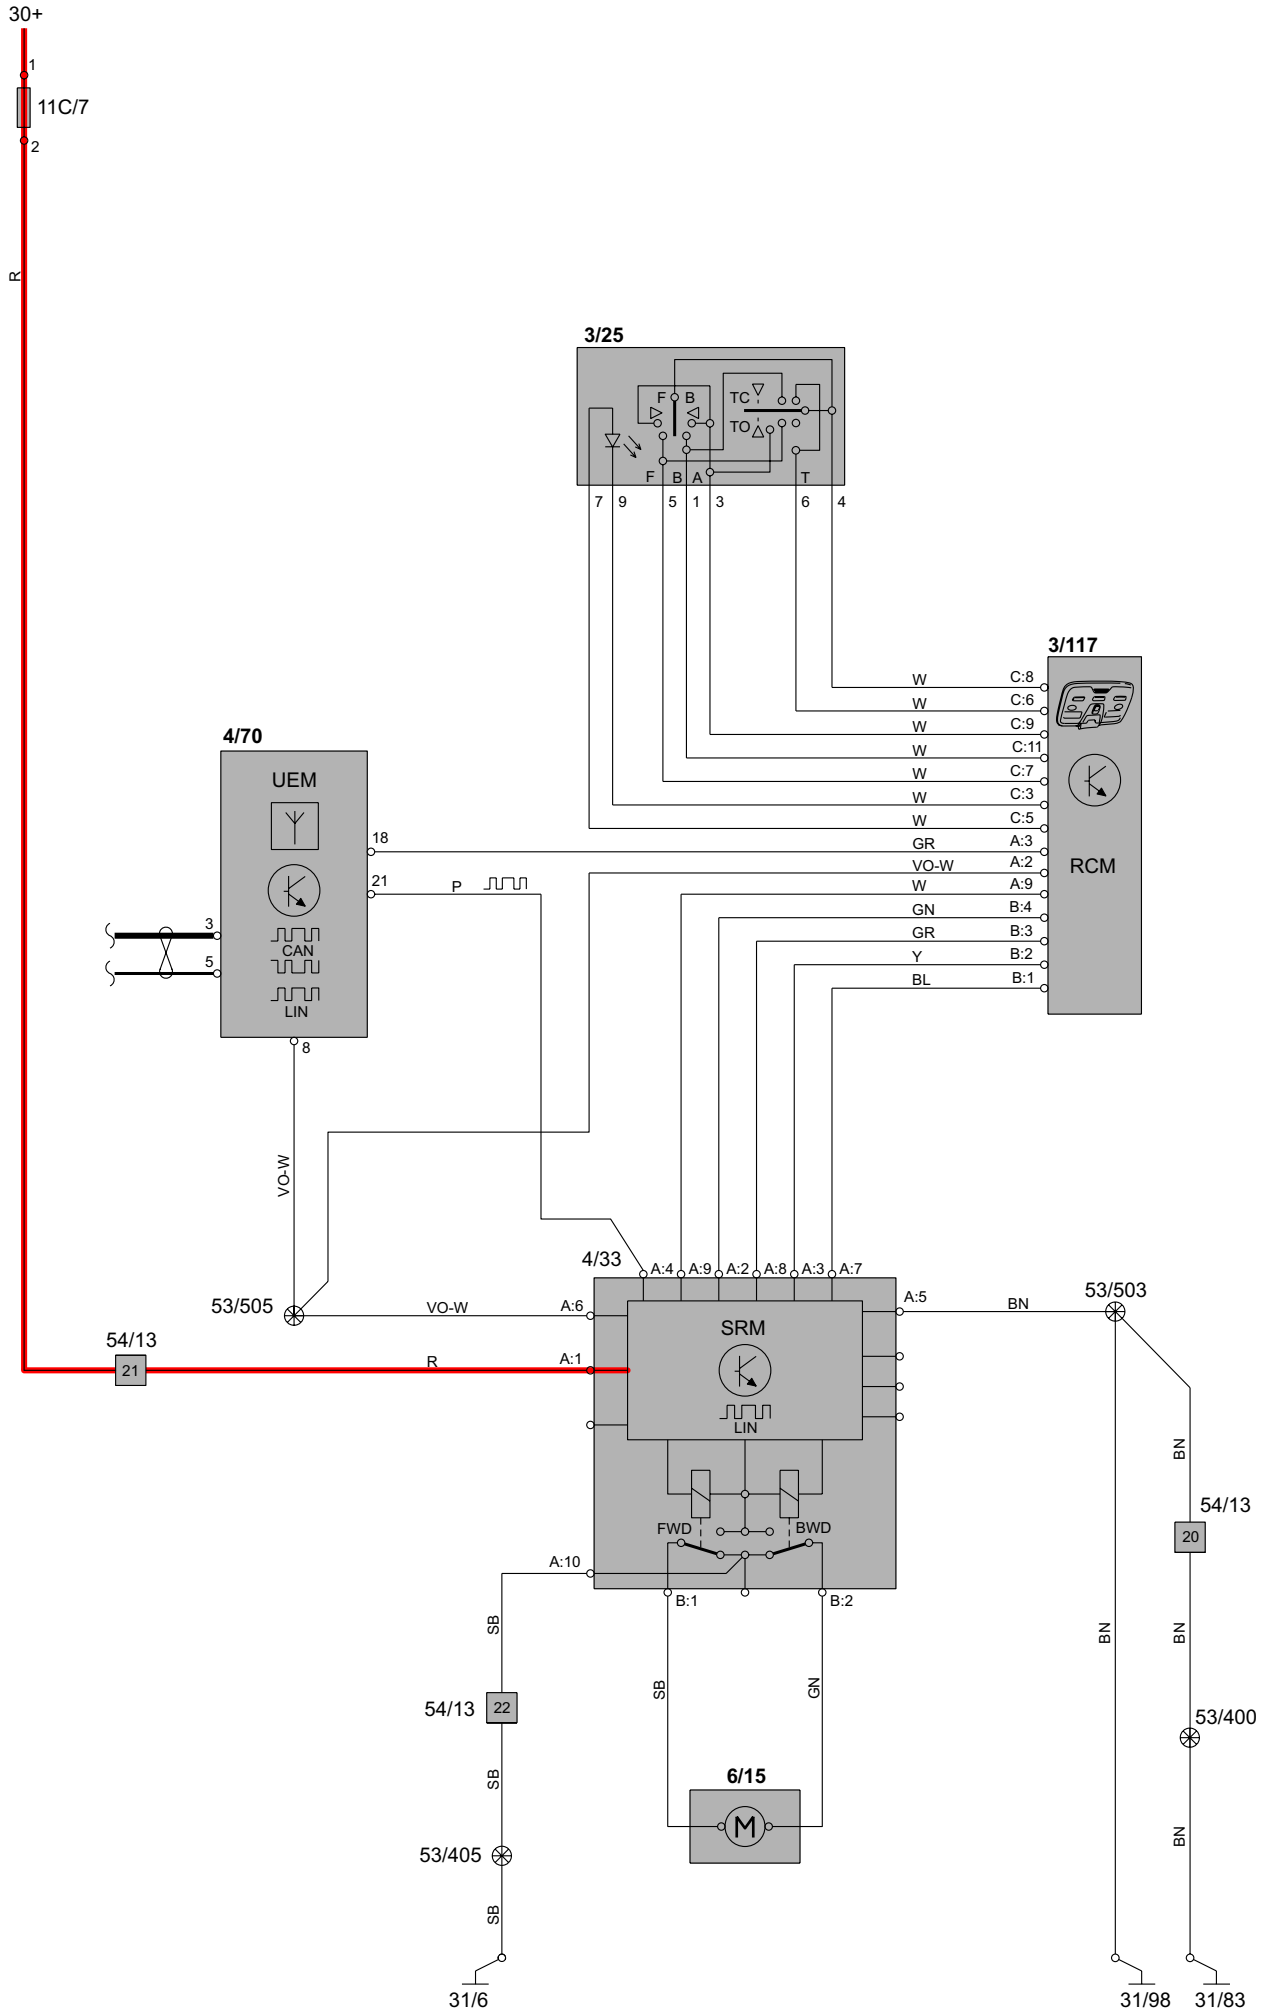 30+
1
11C/7
2
R
3/25
F B
TC
TO
F B A T
7 9 5 1 3 6 4
3/117
W C:8
W C:6
W C:9
W C:11
W C:7
W C:3
W C:5
GR A:3
VO-W A:2
W A:9
GN B:4
GR B:3
Y B:2
BL B:1
RCM
4/70
UEM
18
21
P
3
CAN
5
LIN
8
VO-W
4/33
A:4 A:9 A:2 A:8 A:3 A:7
53/505
VO-W A:6
A:5 BN
53/503
SRM
54/13
21
R A:1
LIN
BN
54/13
20
FWD BWD
A:10
B:1 B:2
SB
SB
GN
BN
BN
54/13
22
53/400
SB
6/15
M
BN
53/405
SB
31/6
31/98
31/83